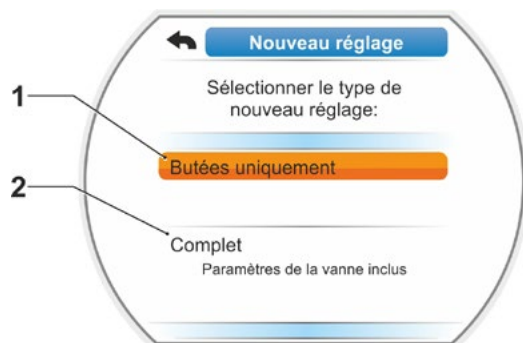 Nouveau réglage
Sélectionner le type de
nouveau réglage:
1
Butées uniquement
2
Complet
Paramètres de la vanne inclus